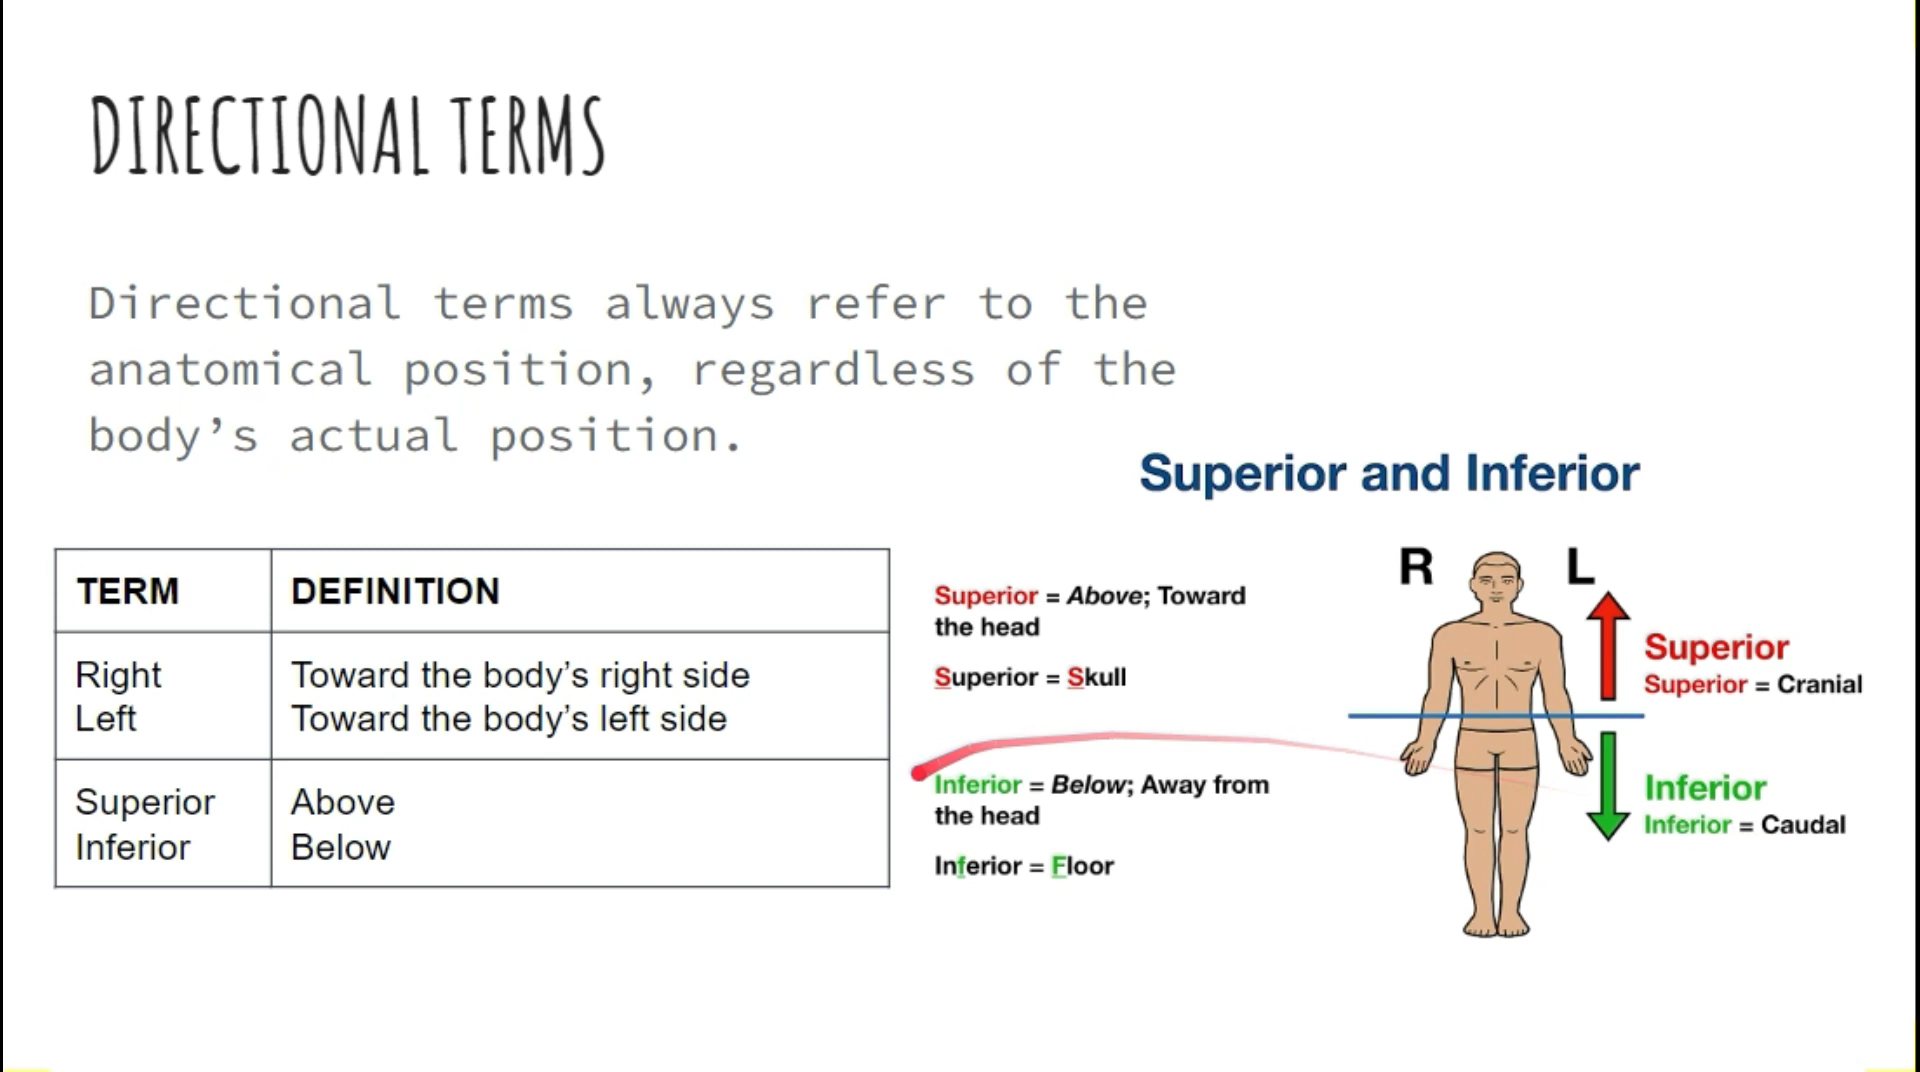 DIRECTIONAL TERMS
Directional terms always refer to the
anatomical position, regardless of the
body’s actual position.
TERM DEFINITION
Right Toward the body’s right side
Left Toward the body’s left side
Superior Above
Inferior Below
Superior and Inferior
Superior = Above; Toward
the head
Superior = Skull
Inferior = Below; Away from
the head
Inferior = Floor
R L
Superior
Superior = Cranial
Inferior
Inferior = Caudal